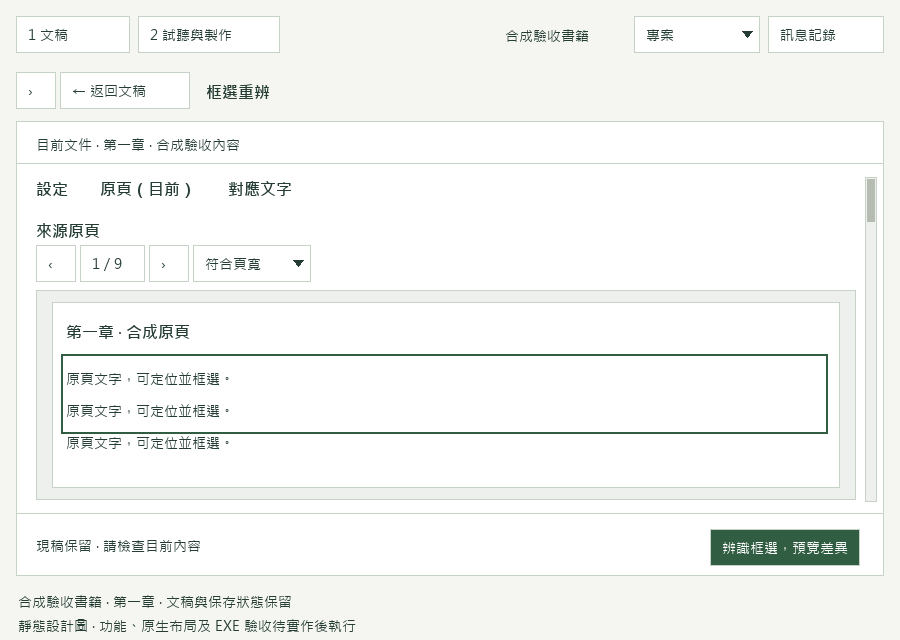 1 文稿
2 試聽與製作
合成驗收書籍
專案
訊息記錄
›
← 返回文稿
框選重辨
目前文件 · 第一章 · 合成驗收內容
設定
原頁 ( 目前 )
對應文字
來源原頁
‹
1 / 9
›
符合頁寬
第一章 · 合成原頁
原頁文字，可定位並框選。
原頁文字，可定位並框選。
原頁文字，可定位並框選。
現稿保留 · 請檢查目前內容
辨識框選，預覽差異
合成驗收書籍 · 第一章 · 文稿與保存狀態保留
靜態設計圖 · 功能、原生布局及 EXE 驗收待實作後執行